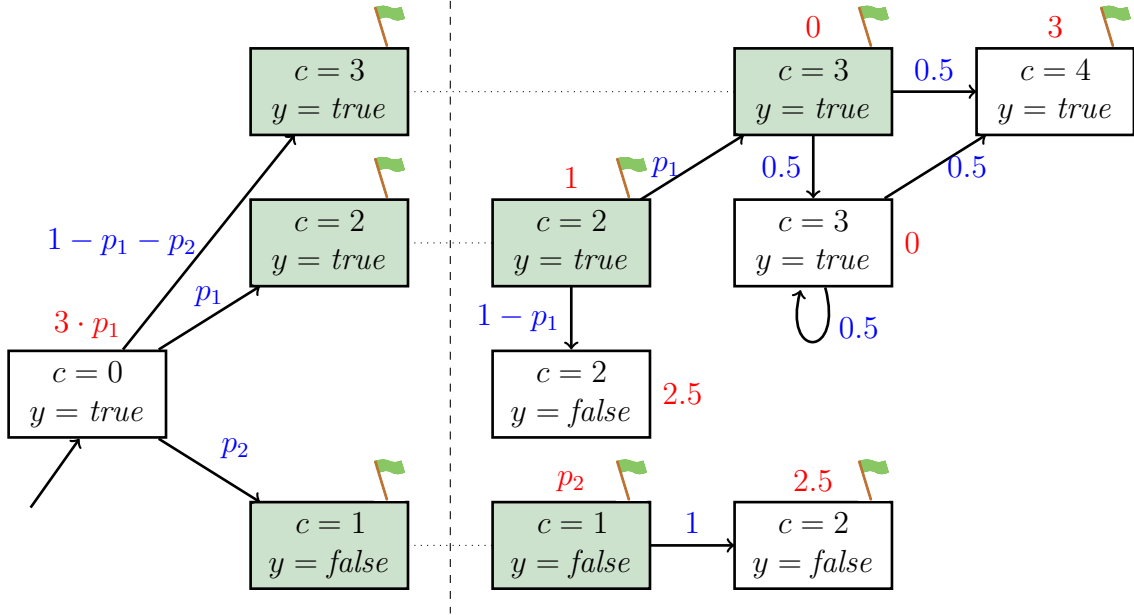 0
3
c = 3
y = true
c = 3
y = true
0.5
c = 4
y = true
1
p₁
0.5
0.5
c = 2
y = true
c = 2
y = true
c = 3
y = true
0
1 − p₁ − p₂
p₁
1 − p₁
0.5
3 · p₁
c = 0
y = true
c = 2
y = false
2.5
p₂
p₂
2.5
c = 1
y = false
c = 1
y = false
1
c = 2
y = false